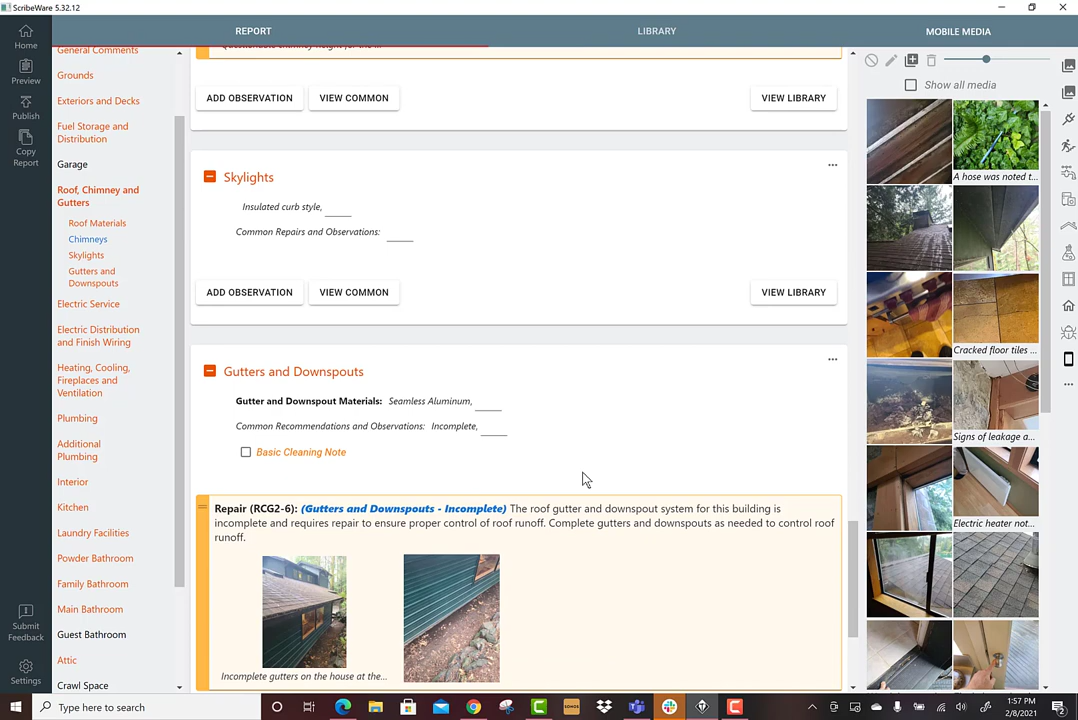 ScribeWare 5.32.12
REPORT
LIBRARY
MOBILE MEDIA
Home
Preview
Publish
Copy
Report
Submit
Feedback
Settings
General Comments
Grounds
Exteriors and Decks
Fuel Storage and
Distribution
Garage
Roof, Chimney and
Gutters
Roof Materials
Chimneys
Skylights
Gutters and
Downspouts
Electric Service
Electric Distribution
and Finish Wiring
Heating, Cooling,
Fireplaces and
Ventilation
Plumbing
Additional
Plumbing
Interior
Kitchen
Laundry Facilities
Powder Bathroom
Family Bathroom
Main Bathroom
Guest Bathroom
Attic
Crawl Space
ADD OBSERVATION
VIEW COMMON
VIEW LIBRARY
Skylights
Insulated curb style,
Common Repairs and Observations:
ADD OBSERVATION
VIEW COMMON
VIEW LIBRARY
Gutters and Downspouts
Gutter and Downspout Materials: Seamless Aluminum,
Common Recommendations and Observations: Incomplete,
Basic Cleaning Note
Repair (RCG2-6): (Gutters and Downspouts - Incomplete) The roof gutter and downspout system for this building is
incomplete and requires repair to ensure proper control of roof runoff. Complete gutters and downspouts as needed to control roof
runoff.
Incomplete gutters on the house at the...
Show all media
A hose was noted t...
Cracked floor tiles ...
Signs of leakage a...
Electric heater not...
Type here to search
SONOS
1:57 PM
2/8/2021
2